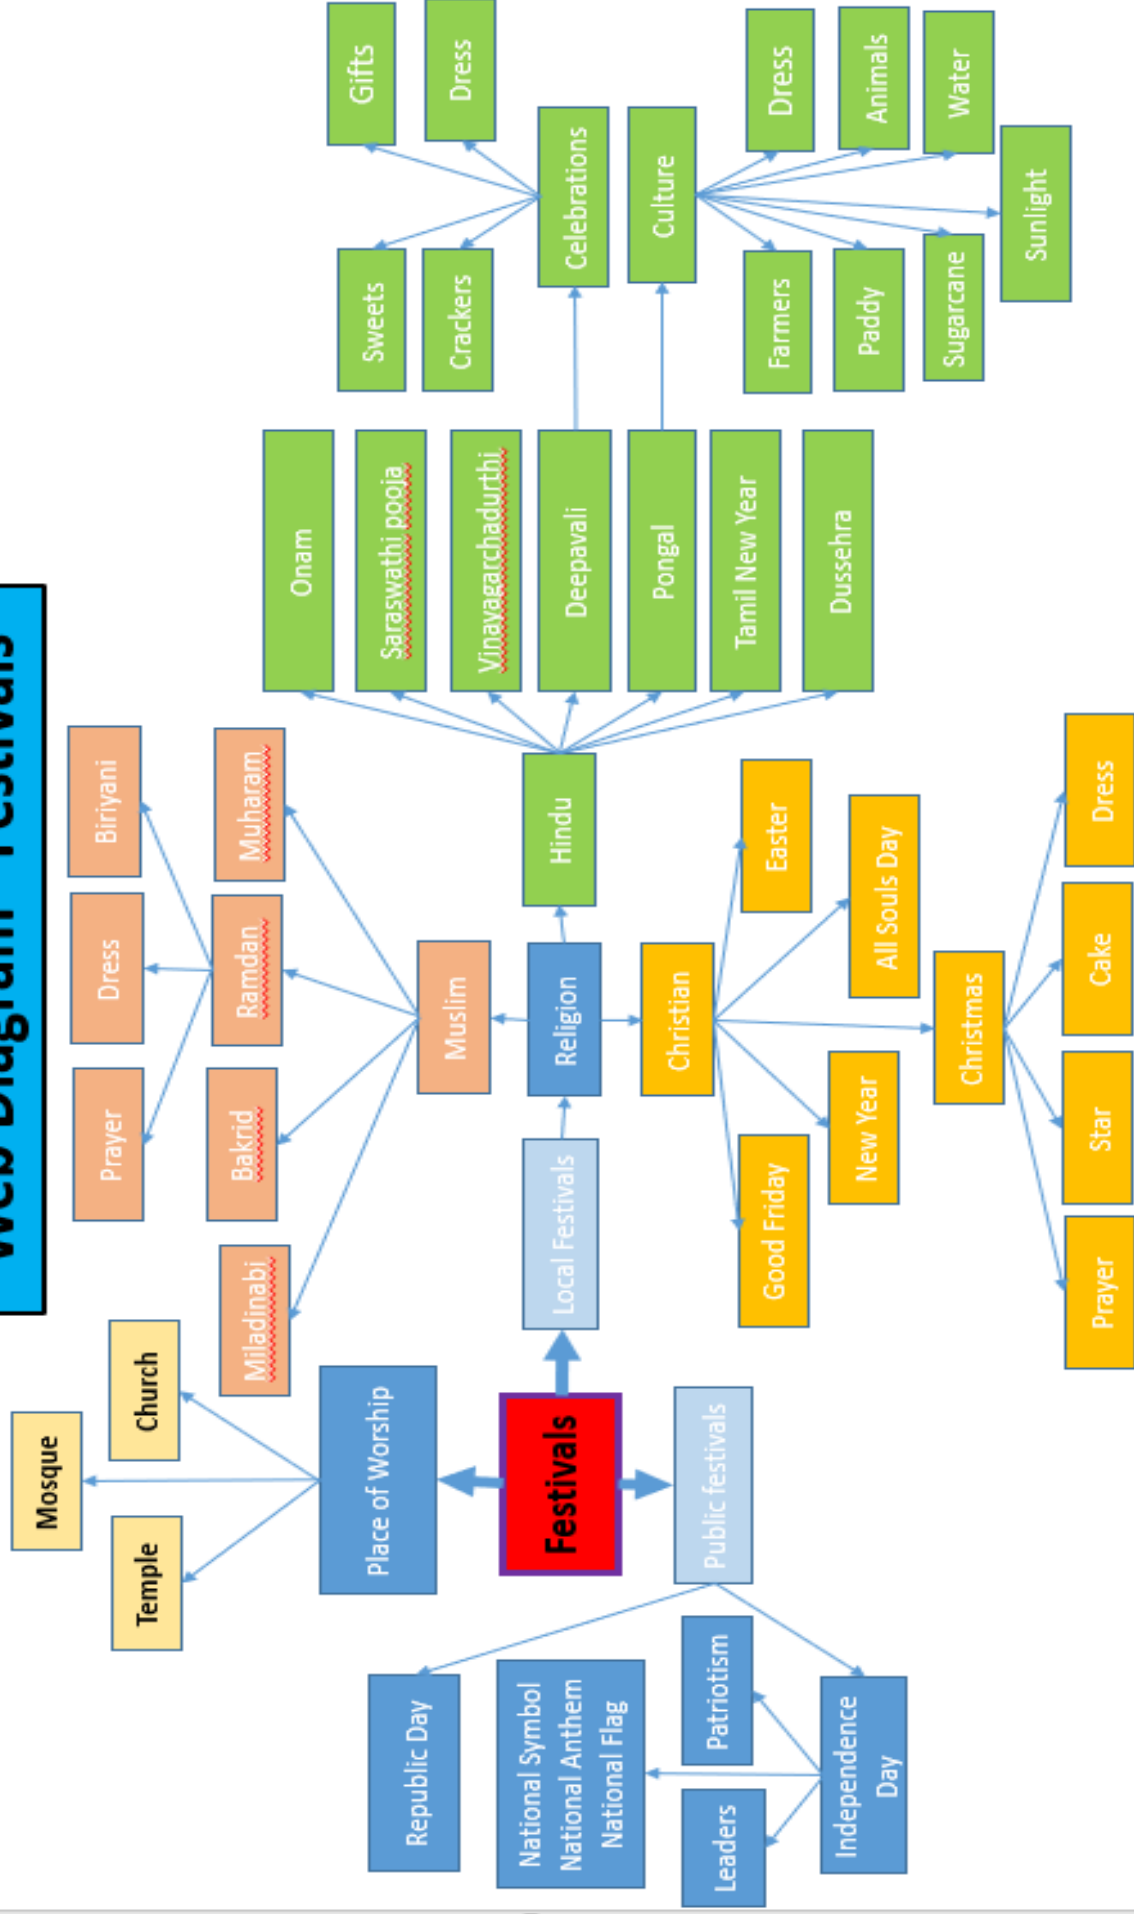 Web Diagram - Festivals
Mosque
Temple
Church
Place of Worship
Festivals
Public festivals
Republic Day
National Symbol
National Anthem
National Flag
Leaders
Patriotism
Independence
Day
Local Festivals
Religion
Muslim
Miladinabi
Bakrid
Ramdan
Muharam
Prayer
Dress
Biriyani
Christian
Good Friday
New Year
Christmas
All Souls Day
Easter
Prayer
Star
Cake
Dress
Hindu
Onam
Saraswathi pooja
Vinayagarchadurthi
Deepavali
Pongal
Tamil New Year
Dussehra
Celebrations
Sweets
Crackers
Gifts
Dress
Culture
Farmers
Paddy
Sugarcane
Sunlight
Dress
Animals
Water